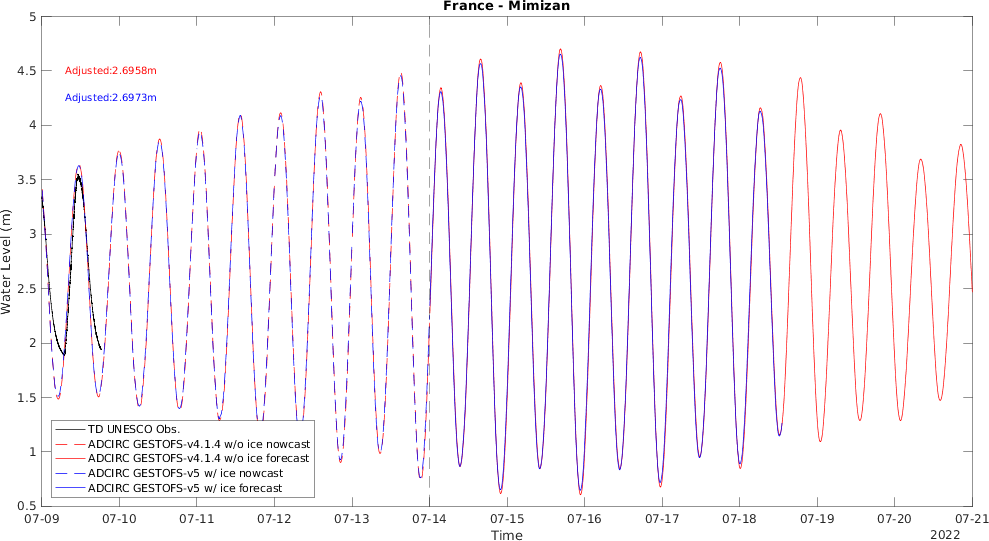 France - Mimizan
Water Level (m)
5
4.5
4
3.5
3
2.5
2
1.5
1
0.5
Adjusted:2.6958m
Adjusted:2.6973m
TD UNESCO Obs.
ADCIRC GESTOFS-v4.1.4 w/o ice nowcast
ADCIRC GESTOFS-v4.1.4 w/o ice forecast
ADCIRC GESTOFS-v5 w/ ice nowcast
ADCIRC GESTOFS-v5 w/ ice forecast
07-09 07-10 07-11 07-12 07-13 07-14 07-15 07-16 07-17 07-18 07-19 07-20 07-21
Time
2022